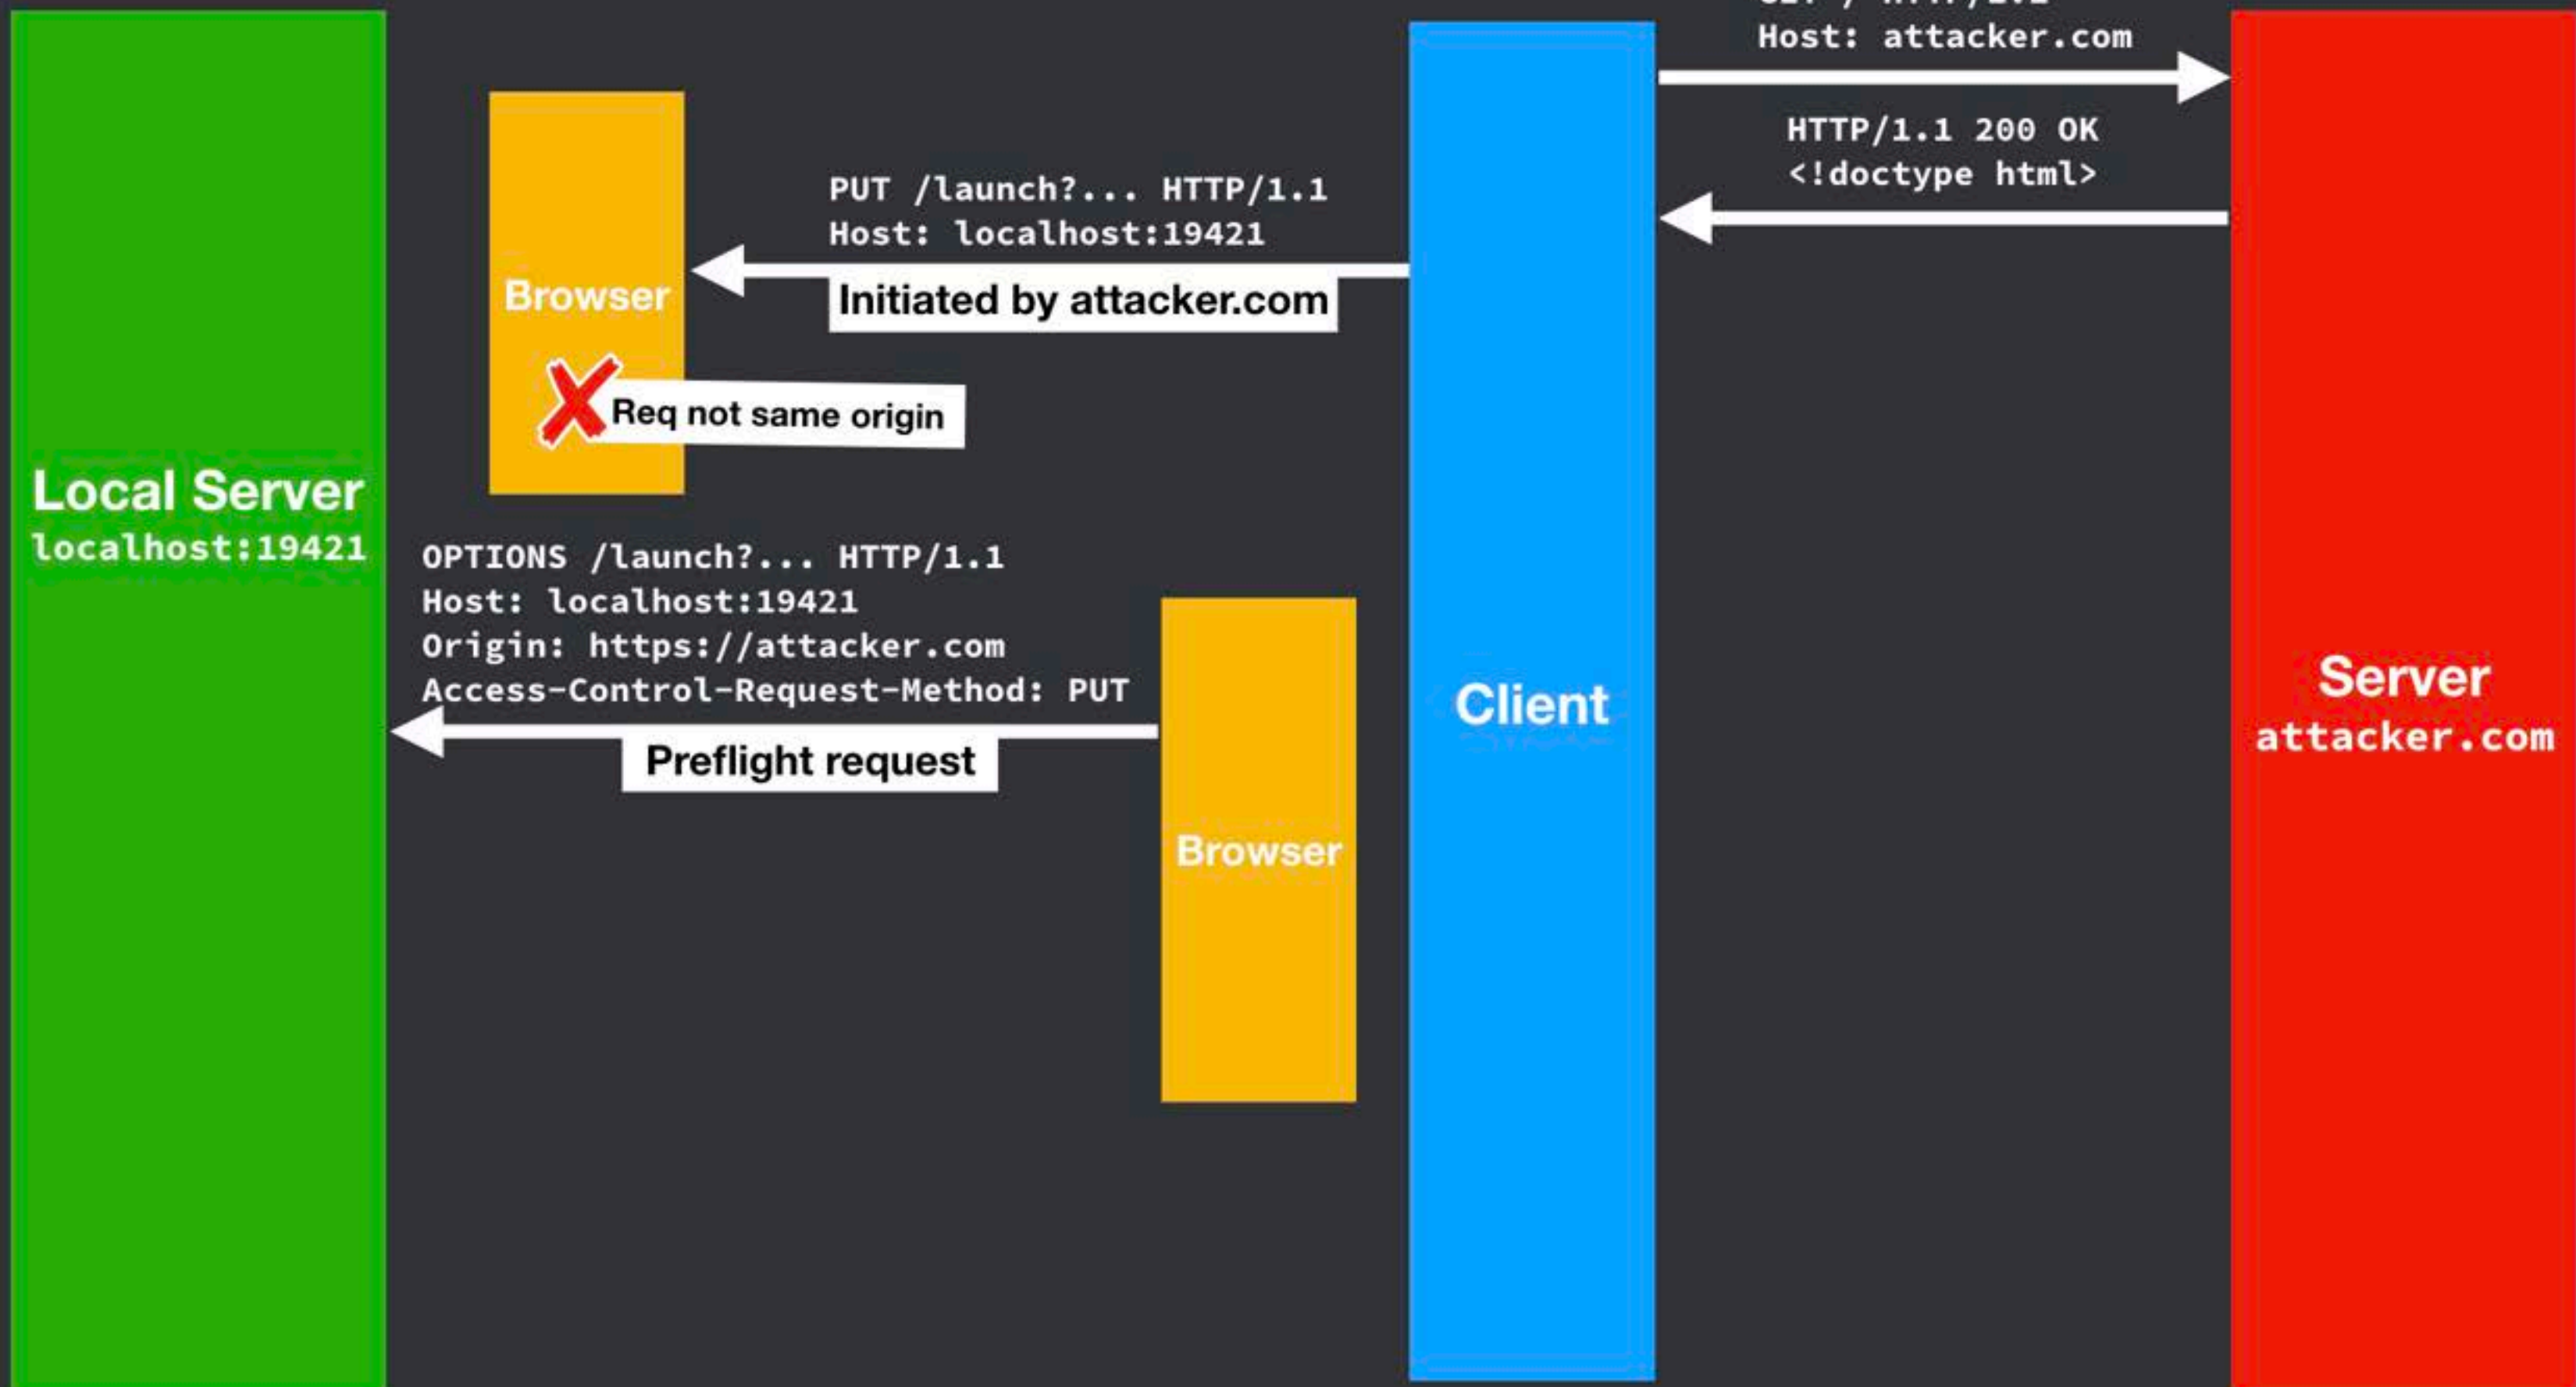 Host: attacker.com
HTTP/1.1 200 OK
<!doctype html>
PUT /launch?... HTTP/1.1
Host: localhost:19421
Initiated by attacker.com
Browser
Req not same origin
Local Server
localhost:19421
OPTIONS /launch?... HTTP/1.1
Host: localhost:19421
Origin: https://attacker.com
Access-Control-Request-Method: PUT
Preflight request
Browser
Client
Server
attacker.com